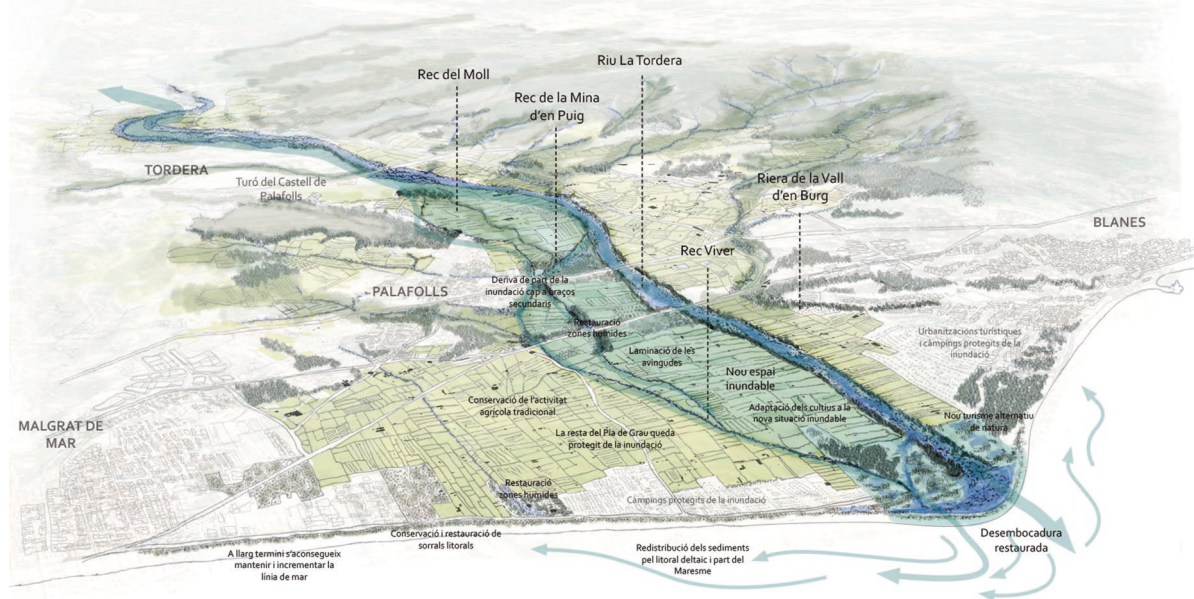 Riu La Tordera
Rec del Moll
Rec de la Mina
d'en Puig
TORDERA
Turó del Castell de
Palafolls
Riera de la Vall
d'en Burg
BLANES
Rec Viver
PALAFOLLS
Deriva de part de la
inundació cap a braços
secundaris
Restauració
zones humides
Laminació de les
avingudes
Urbanitzacions turístiques
i càmpings protegits de la
inundació
Nou espai
inundable
Conservació de l'activitat
agrícola tradicional
Adaptació dels cultius a la
nova situació inundable
Nou turisme alternatiu
de natura
MALGRAT DE
MAR
La resta del Pla de Grau queda
protegit de la inundació
Restauració
zones humides
Càmpings protegits de la inundació
Conservació i restauració de
sorrals litorals
Desembocadura
restaurada
A llarg termini s'aconsegueix
mantenir i incrementar la
línia de mar
Redistribució dels sediments
pel litoral deltaic i part del
Maresme